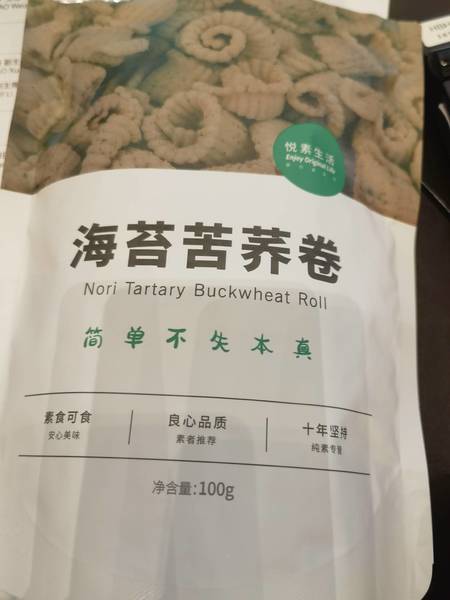 悦素生活
Enjoy Original Life
海苔苦荞卷
Nori Tartary Buckwheat Roll
简单不失本真
素食可食
安心美味
良心品质
素者推荐
十年坚持
纯素专营
净含量:100g